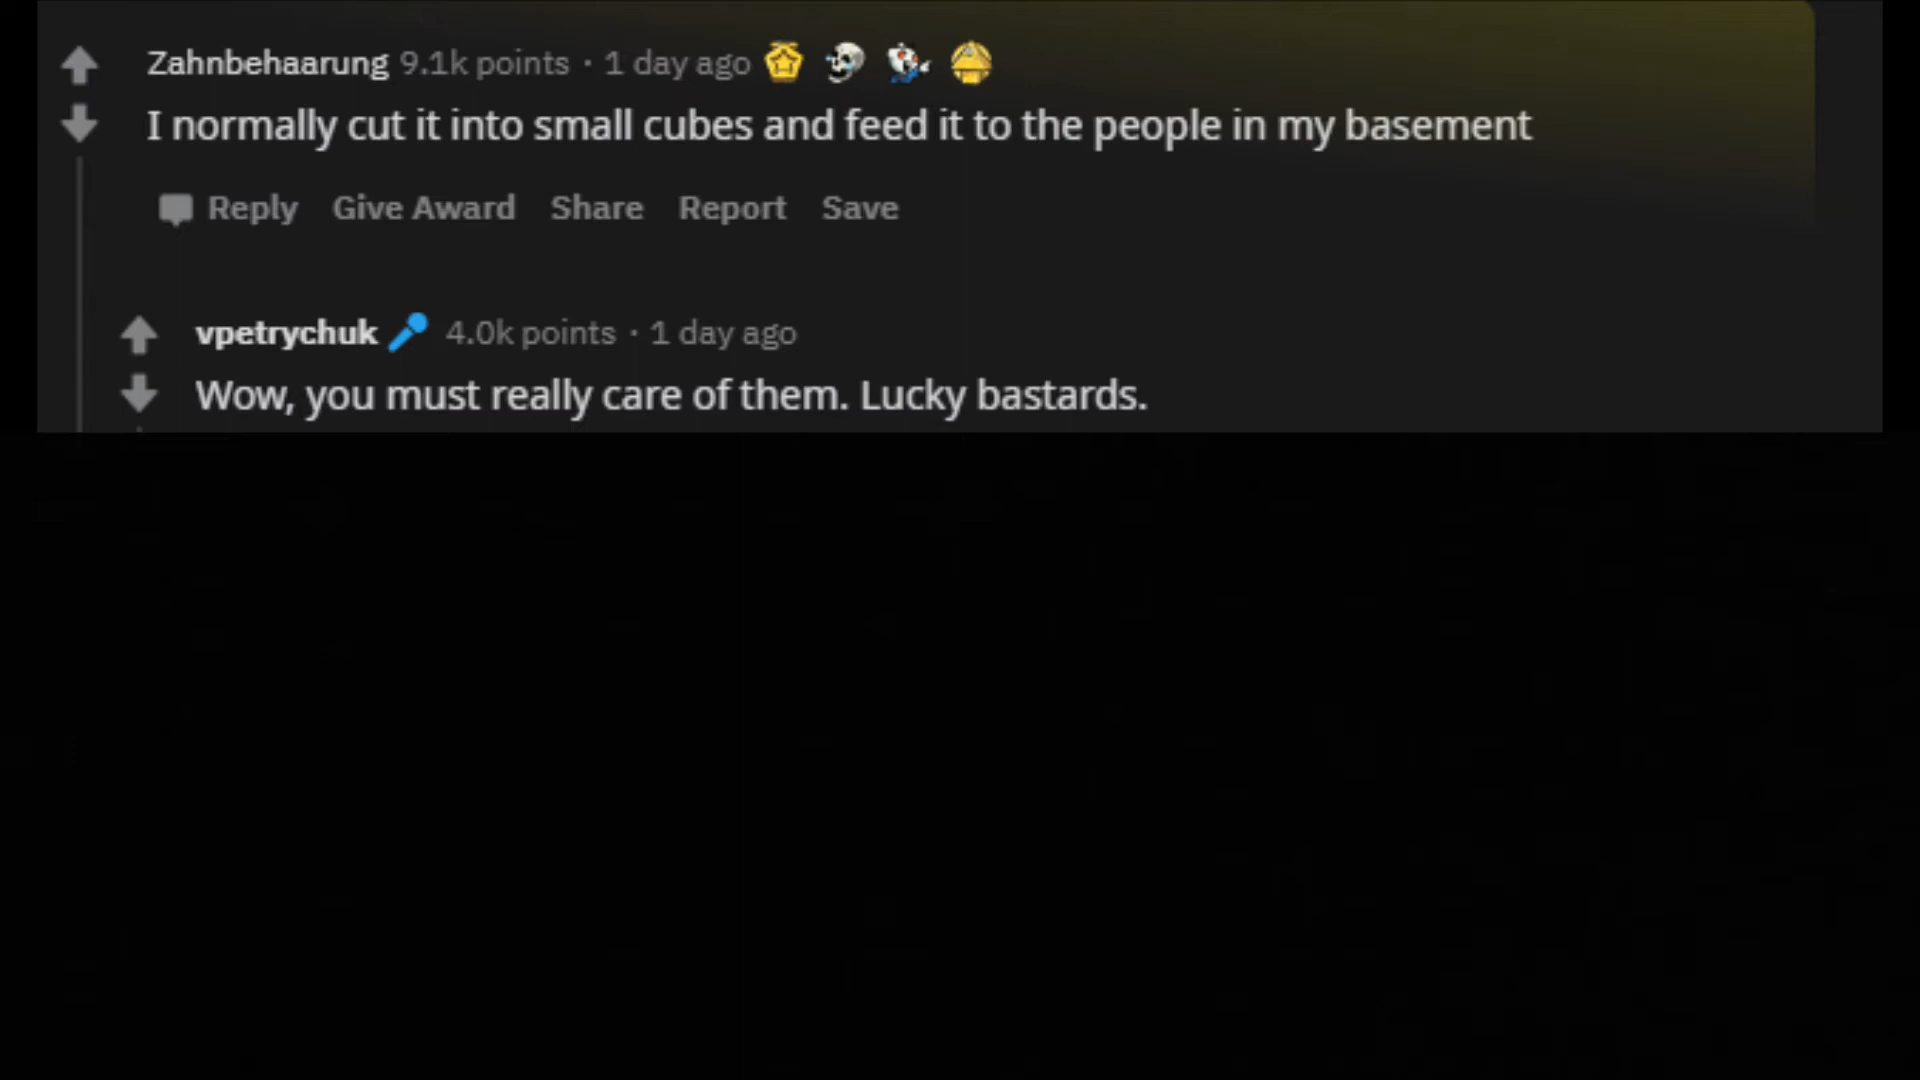 Zahnbehaarung 9.1k points · 1 day ago
I normally cut it into small cubes and feed it to the people in my basement
Reply Give Award Share Report Save
vpetrychuk 4.0k points · 1 day ago
Wow, you must really care of them. Lucky bastards.